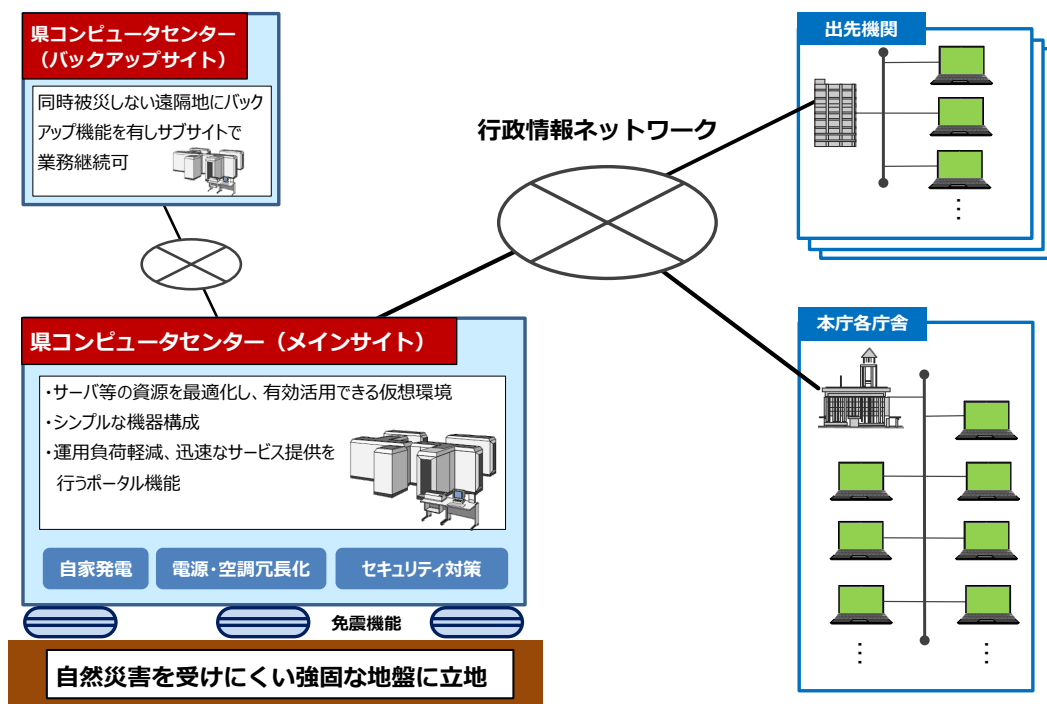 県コンピュータセンター
（バックアップサイト）
同時被災しない遠隔地にバック
アップ機能を有しサブサイトで
業務継続可
行政情報ネットワーク
出先機関
⋮
県コンピュータセンター（メインサイト）
・サーバ等の資源を最適化し、有効活用できる仮想環境
・シンプルな機器構成
・運用負荷軽減、迅速なサービス提供を
行うポータル機能
自家発電
電源・空調冗長化
セキュリティ対策
免震機能
自然災害を受けにくい強固な地盤に立地
本庁各庁舎
⋮
⋮